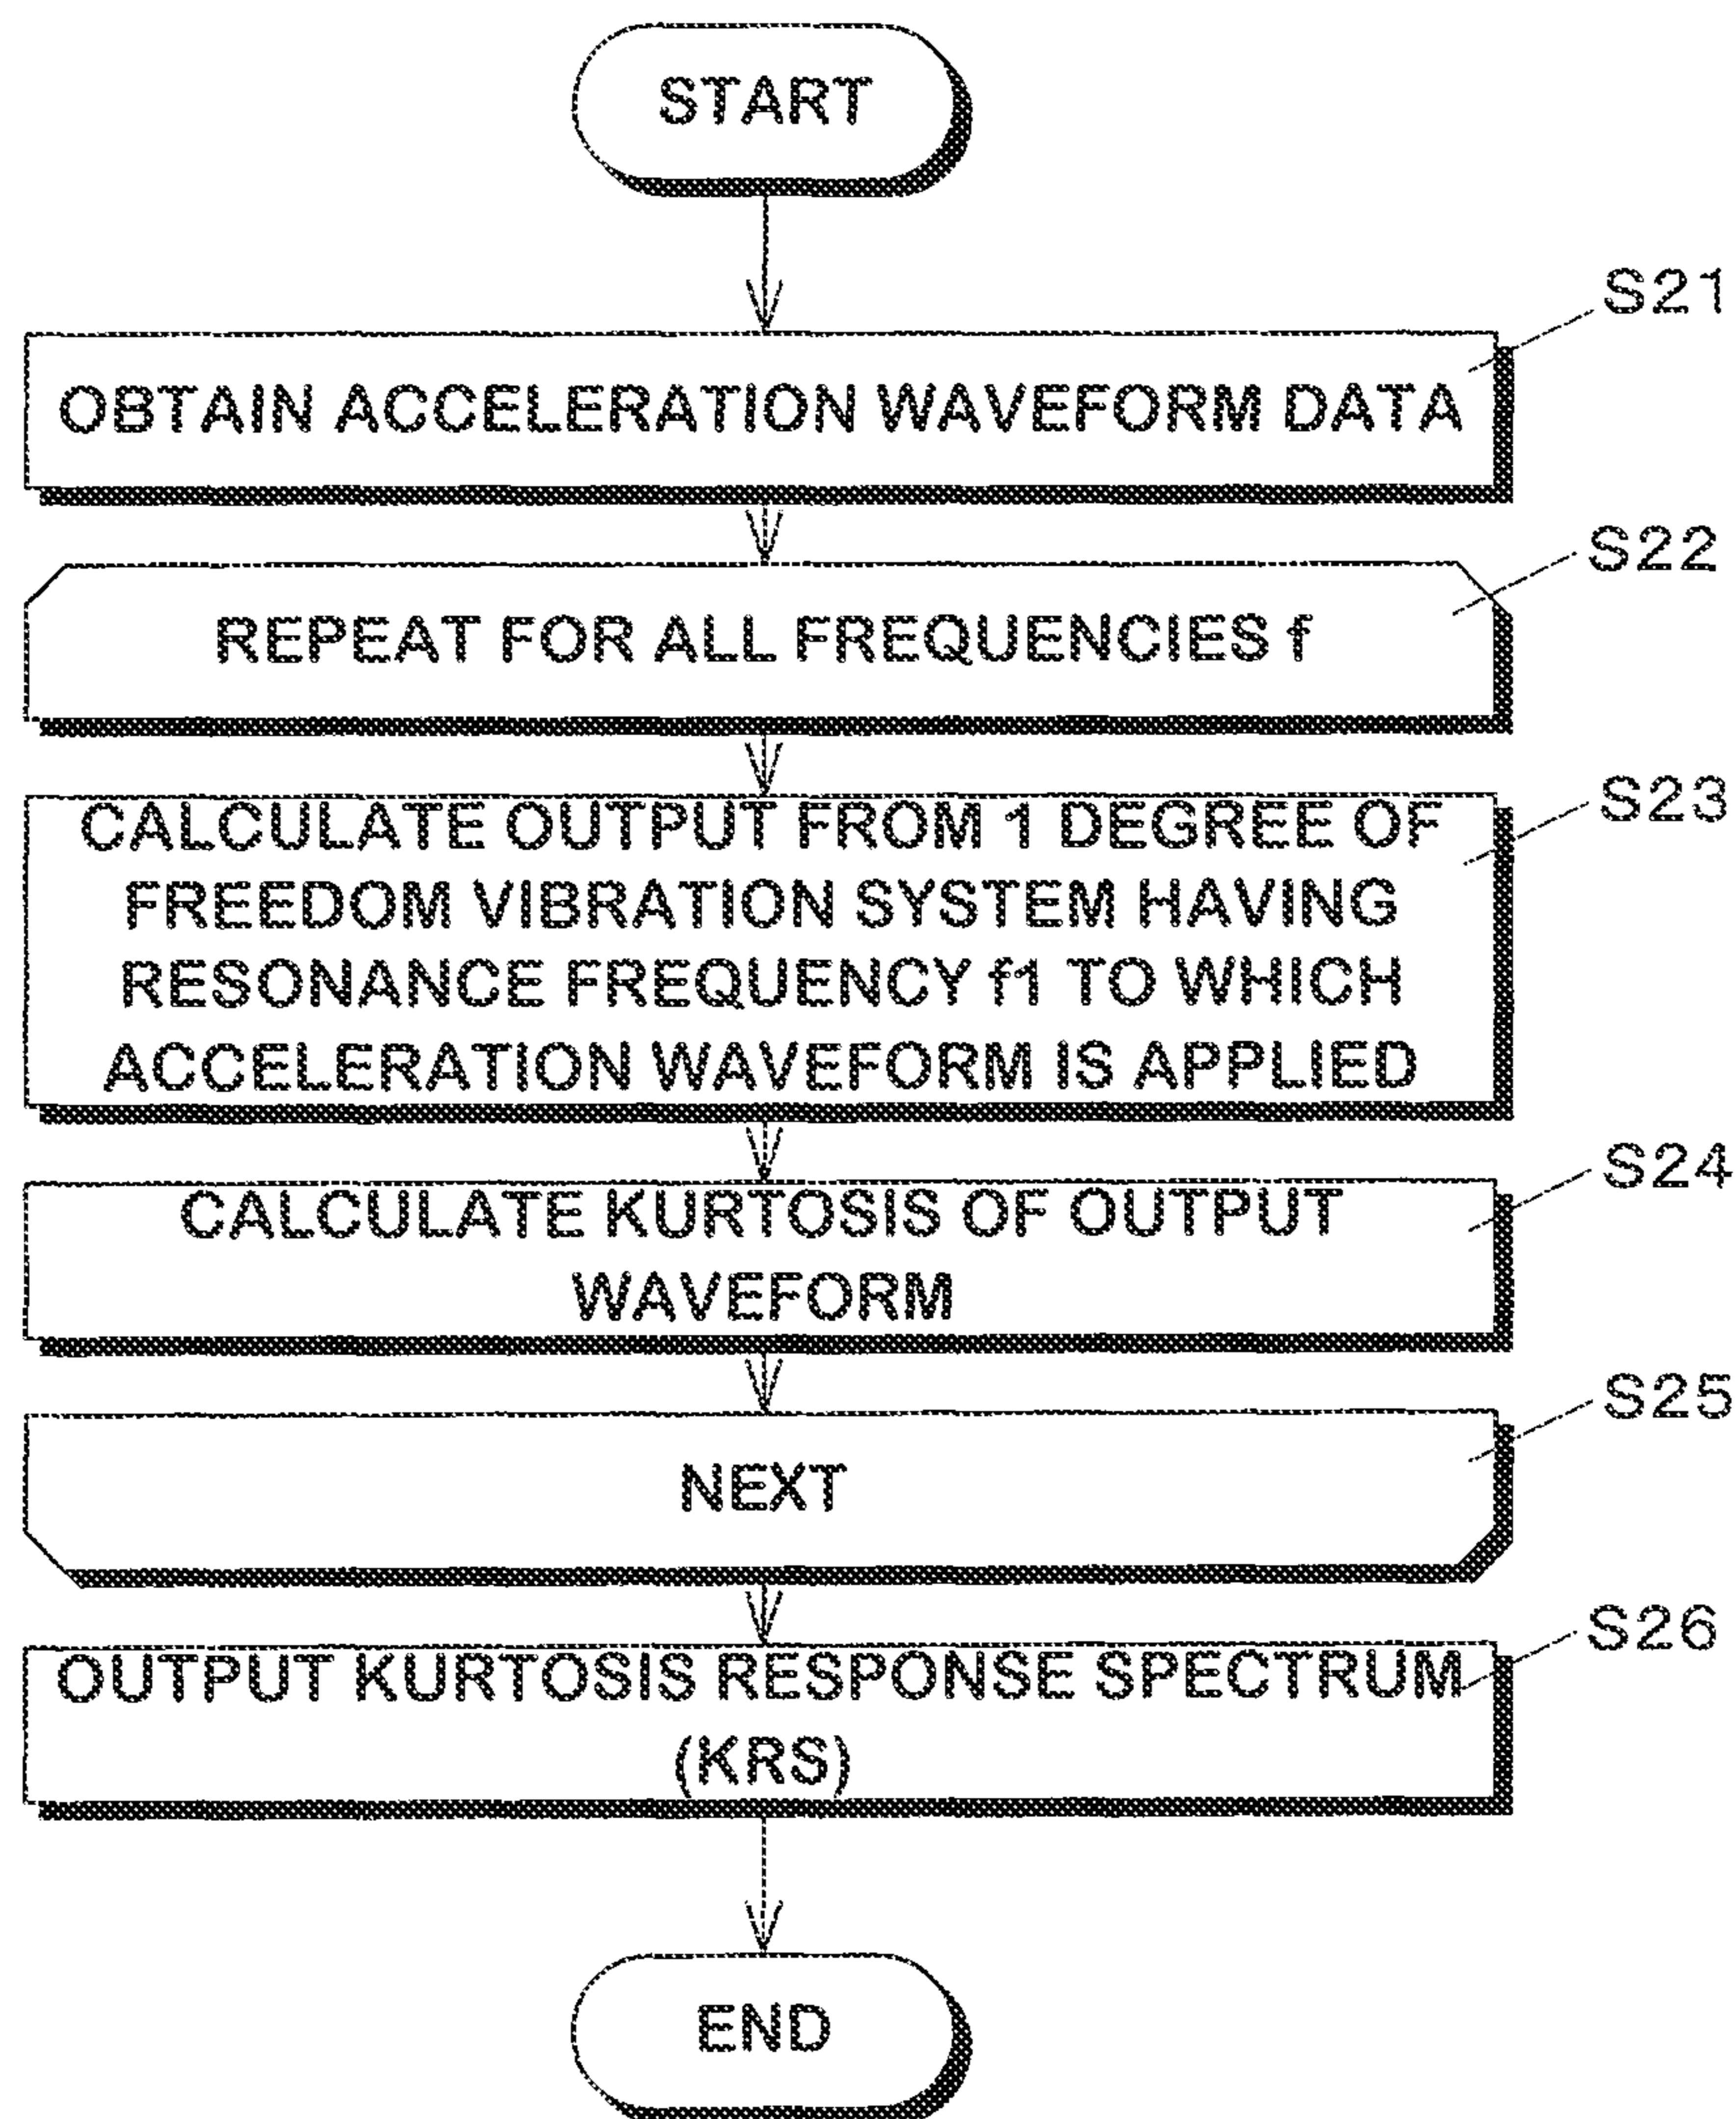 START
S21
OBTAIN ACCELERATION WAVEFORM DATA
S22
REPEAT FOR ALL FREQUENCIES f
S23
CALCULATE OUTPUT FROM 1 DEGREE OF
FREEDOM VIBRATION SYSTEM HAVING
RESONANCE FREQUENCY f1 TO WHICH
ACCELERATION WAVEFORM IS APPLIED
S24
CALCULATE KURTOSIS OF OUTPUT
WAVEFORM
S25
NEXT
S26
OUTPUT KURTOSIS RESPONSE SPECTRUM
(KRS)
END